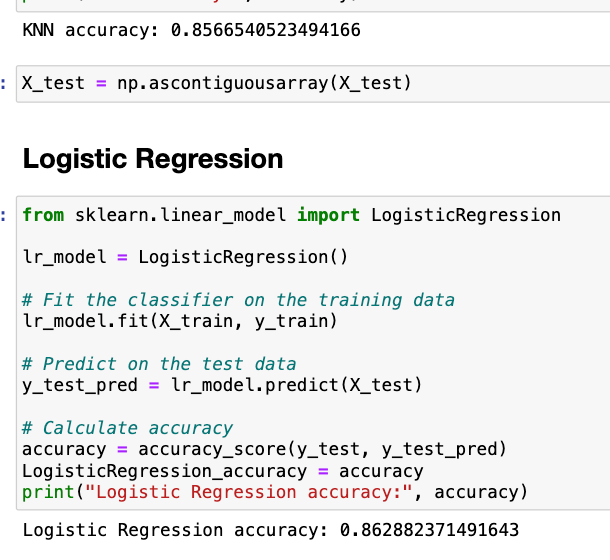 KNN accuracy: 0.8566540523494166
: X_test = np.ascontiguousarray(X_test)
Logistic Regression
: from sklearn.linear_model import LogisticRegression
lr_model = LogisticRegression()
# Fit the classifier on the training data
lr_model.fit(X_train, y_train)
# Predict on the test data
y_test_pred = lr_model.predict(X_test)
# Calculate accuracy
accuracy = accuracy_score(y_test, y_test_pred)
LogisticRegression_accuracy = accuracy
print("Logistic Regression accuracy:", accuracy)
Logistic Regression accuracy: 0.862882371491643